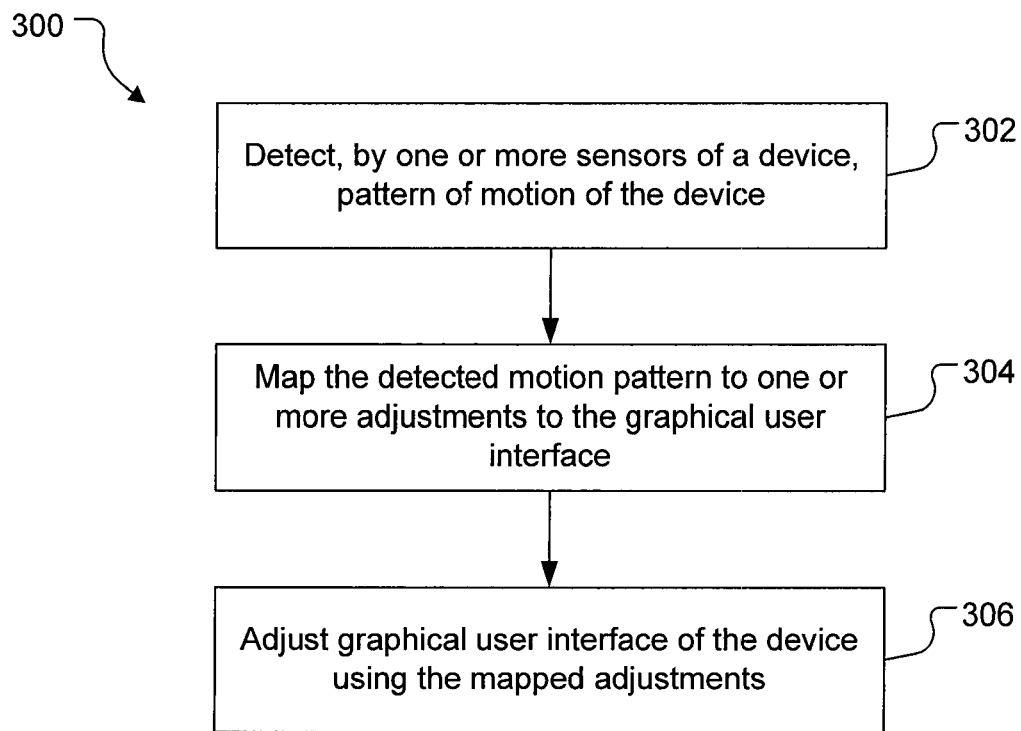 300
302
Detect, by one or more sensors of a device,
pattern of motion of the device
304
Map the detected motion pattern to one or
more adjustments to the graphical user
interface
306
Adjust graphical user interface of the device
using the mapped adjustments